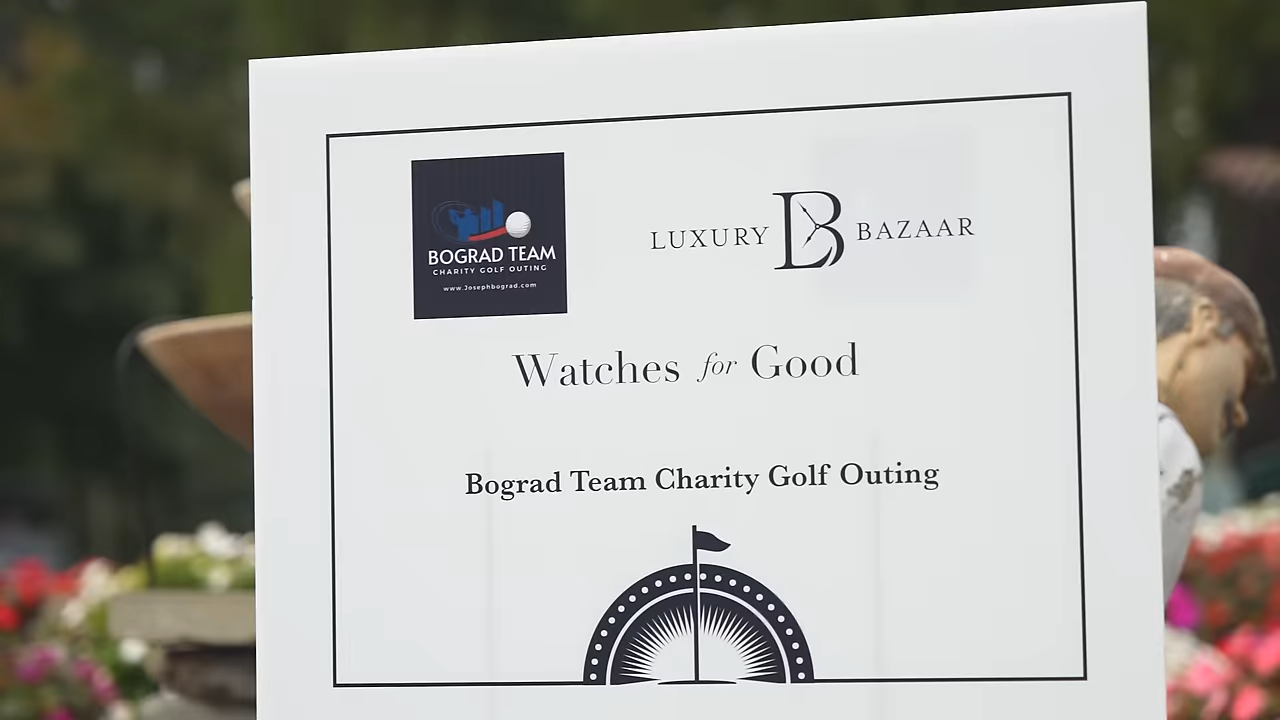 BOGRAD TEAM
CHARITY GOLF OUTING
www.Josephbograd.com
LUXURY B BAZAAR
Watches for Good
Bograd Team Charity Golf Outing